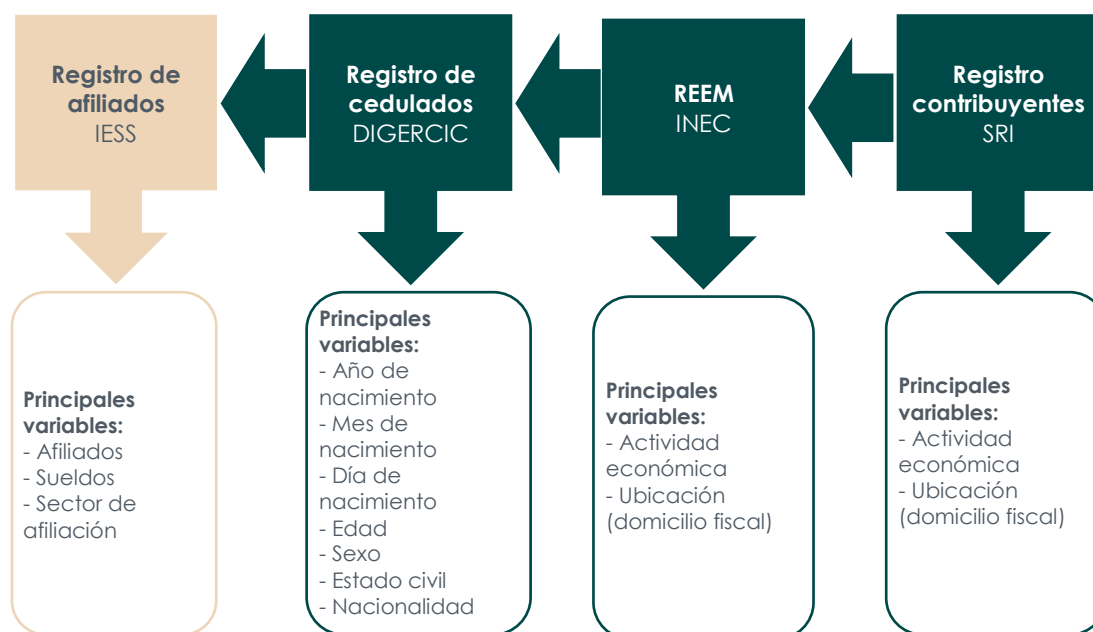 Registro de
afiliados
IESS
Registro de
cedulados
DIGERCIC
REEM
INEC
Registro
contribuyentes
SRI
Principales
variables:
- Afiliados
- Sueldos
- Sector de
afiliación
Principales
variables:
- Año de
nacimiento
- Mes de
nacimiento
- Día de
nacimiento
- Edad
- Sexo
- Estado civil
- Nacionalidad
Principales
variables:
- Actividad
económica
- Ubicación
(domicilio fiscal)
Principales
variables:
- Actividad
económica
- Ubicación
(domicilio fiscal)